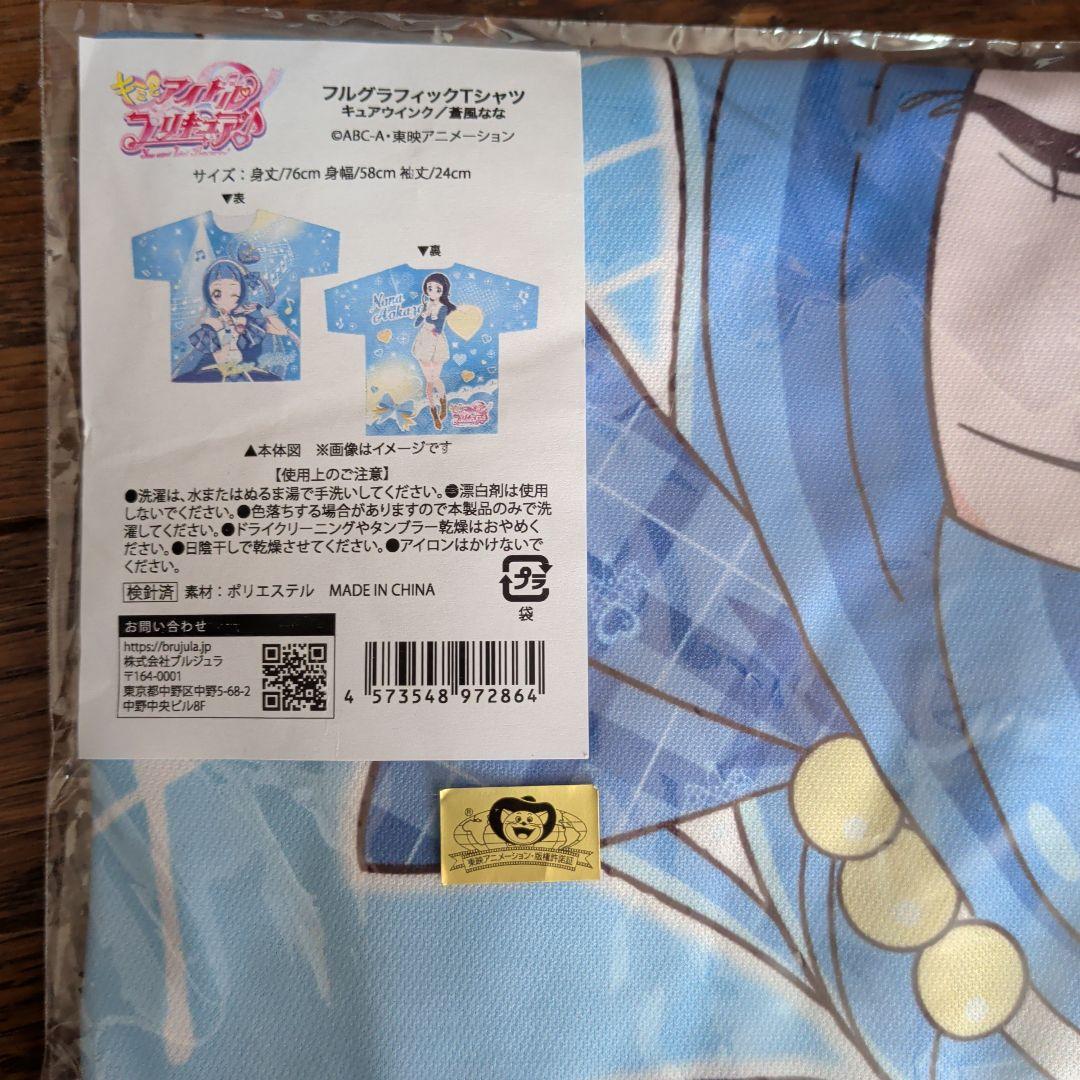 キミとアイドル
プリキュア♪
フルグラフィックTシャツ
キュアウインク／蒼風なな
©ABC-A・東映アニメーション
サイズ：身丈/76cm 身幅/58cm 袖丈/24cm
▼表
▼裏
Nana
Aokaze
▲本体図　※画像はイメージです
【使用上のご注意】
●洗濯は、水またはぬるま湯で手洗いしてください。●漂白剤は使用
しないでください。●色落ちする場合がありますので本製品のみで洗
濯してください。●ドライクリーニングやタンブラー乾燥はおやめく
ださい。●日陰干しで乾燥させてください。●アイロンはかけないで
ください。
プラ
袋
検針済 素材：ポリエステル　MADE IN CHINA
お問い合わせ
https://brujula.jp
株式会社ブルジュラ
〒164-0001
東京都中野区中野5-68-2
中野中央ビル8F
4 573548 972864
®
東映アニメーション・版権許諾証